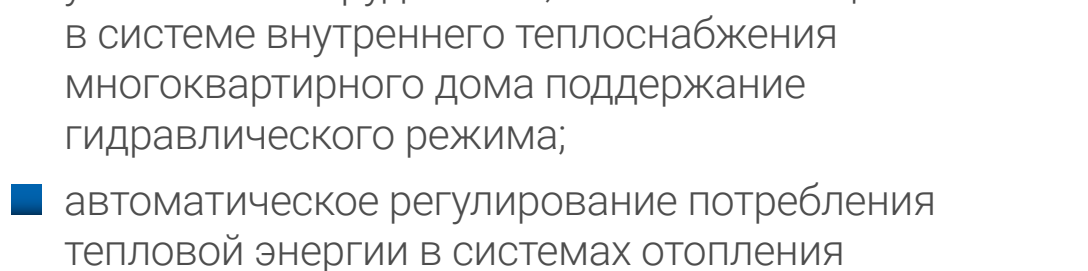 в системе внутреннего теплоснабжения
многоквартирного дома поддержание
гидравлического режима;
автоматическое регулирование потребления
тепловой энергии в системах отопления